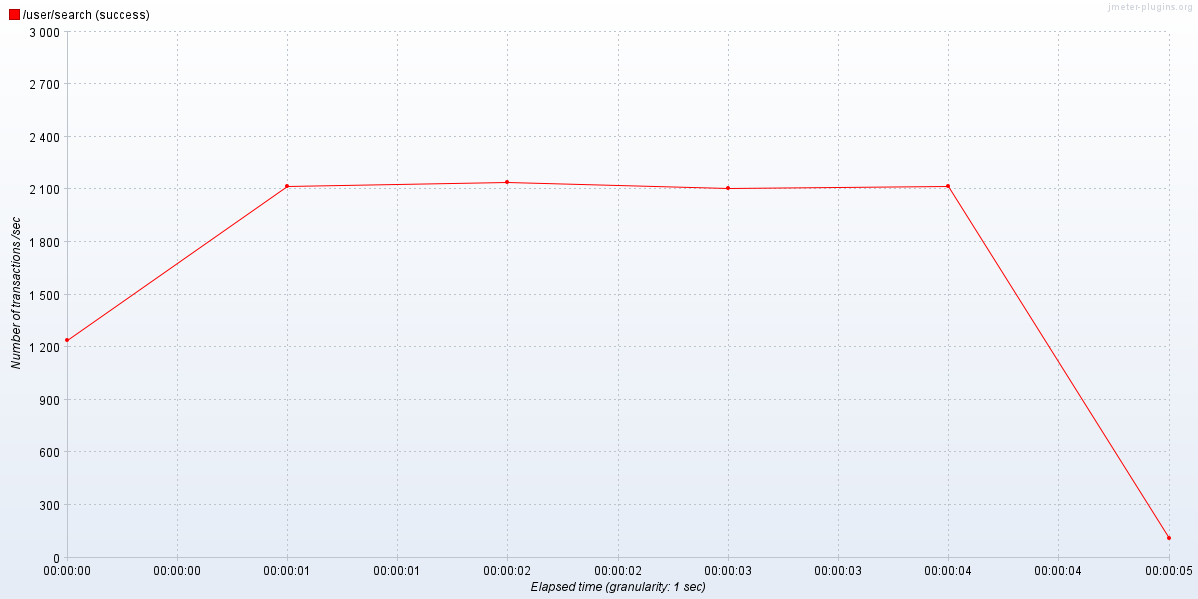 /user/search (success)
jmeter-plugins.org
3 000
2 700
2 400
2 100
1 800
1 500
1 200
900
600
300
0
Number of transactions /sec
00:00:00 00:00:00 00:00:01 00:00:01 00:00:02 00:00:02 00:00:03 00:00:03 00:00:04 00:00:04 00:00:05
Elapsed time (granularity: 1 sec)